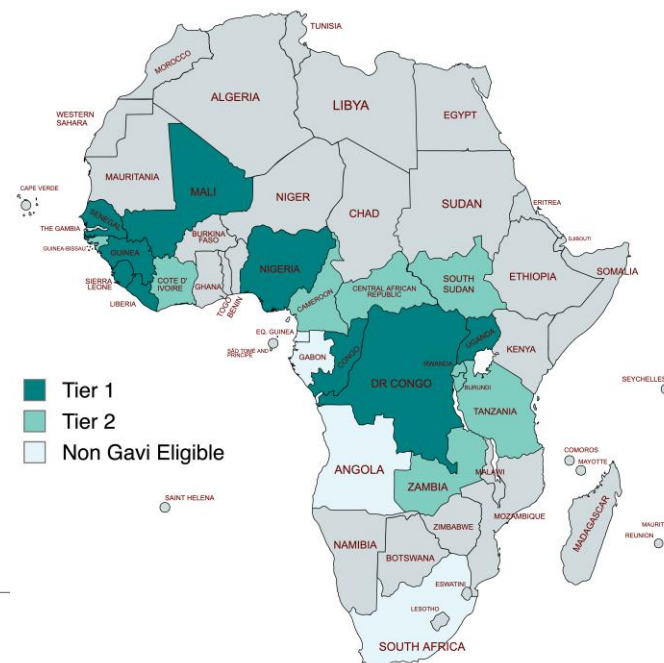 TUNISIA
MOROCCO
ALGERIA
LIBYA
EGYPT
WESTERN
SAHARA
MAURITANIA
MALI
NIGER
CHAD
SUDAN
ERITREA
CAPE VERDE
SENEGAL
THE GAMBIA
GUINEA-BISSAU
GUINEA
BURKINA
FASO
DJIBOUTI
NIGERIA
SIERRA
LEONE
LIBERIA
COTE D'
IVOIRE
GHANA
TOGO
BENIN
CAMEROON
CENTRAL AFRICAN
REPUBLIC
SOUTH
SUDAN
ETHIOPIA
SOMALIA
EQ. GUINEA
SÃO TOMÉ AND
PRINCIPE
GABON
CONGO
DR CONGO
UGANDA
RWANDA
BURUNDI
KENYA
TANZANIA
SEYCHELLES
Tier 1
Tier 2
Non Gavi Eligible
ANGOLA
ZAMBIA
MALAWI
COMOROS
MAYOTTE
SAINT HELENA
MOZAMBIQUE
ZIMBABWE
MADAGASCAR
MAURIT
REUNION
NAMIBIA
BOTSWANA
ESWATINI
LESOTHO
SOUTH AFRICA